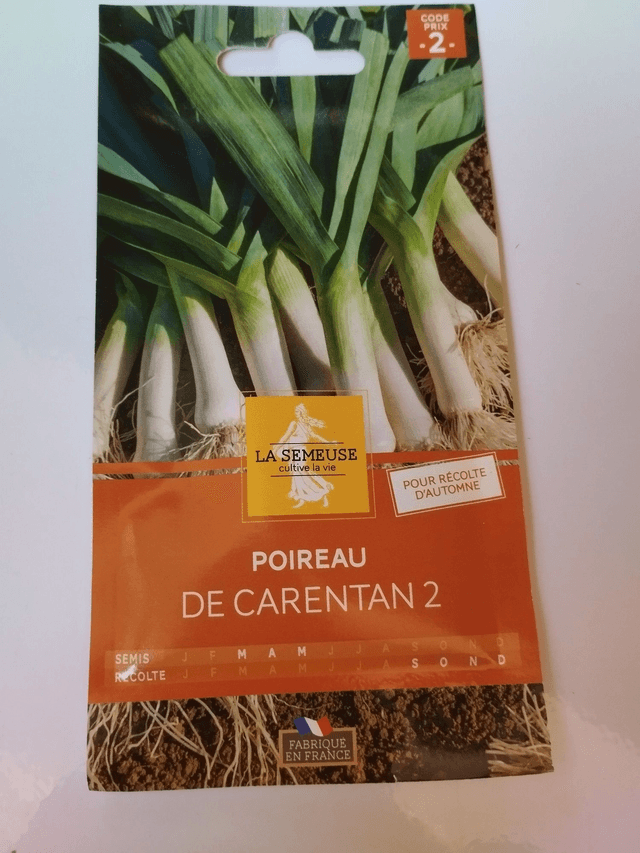 CODE
PRIX
-2-
LA SEMEUSE
cultive la vie
POUR RÉCOLTE
D'AUTOMNE
POIREAU
DE CARENTAN 2
SEMIS J F M A M J J A S O N D
RÉCOLTE J F M A M J J A S O N D
FABRIQUÉ
EN FRANCE